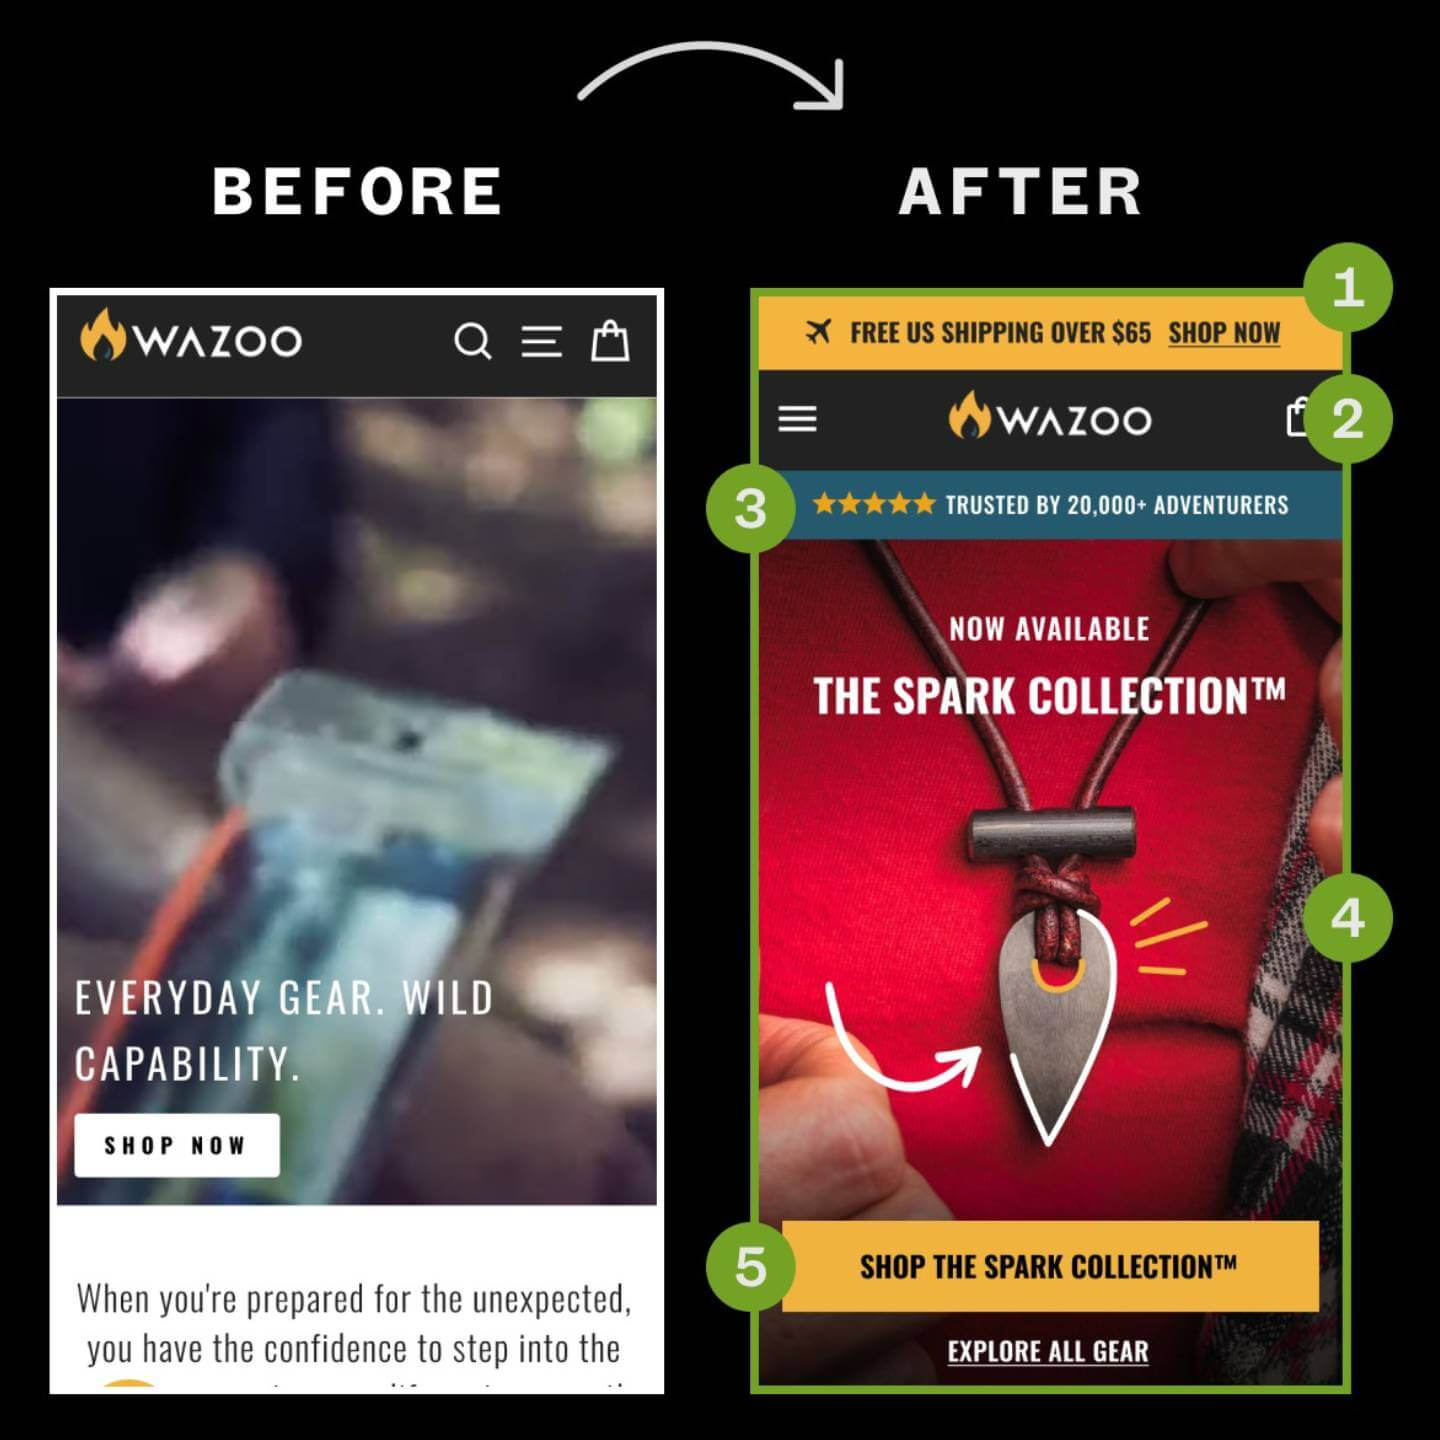 BEFORE
AFTER
WAZOO
EVERYDAY GEAR. WILD
CAPABILITY.
SHOP NOW
When you're prepared for the unexpected,
you have the confidence to step into the
1
FREE US SHIPPING OVER $65 SHOP NOW
WAZOO
2
3
★★★★★ TRUSTED BY 20,000+ ADVENTURERS
NOW AVAILABLE
THE SPARK COLLECTION™
4
5
SHOP THE SPARK COLLECTION™
EXPLORE ALL GEAR